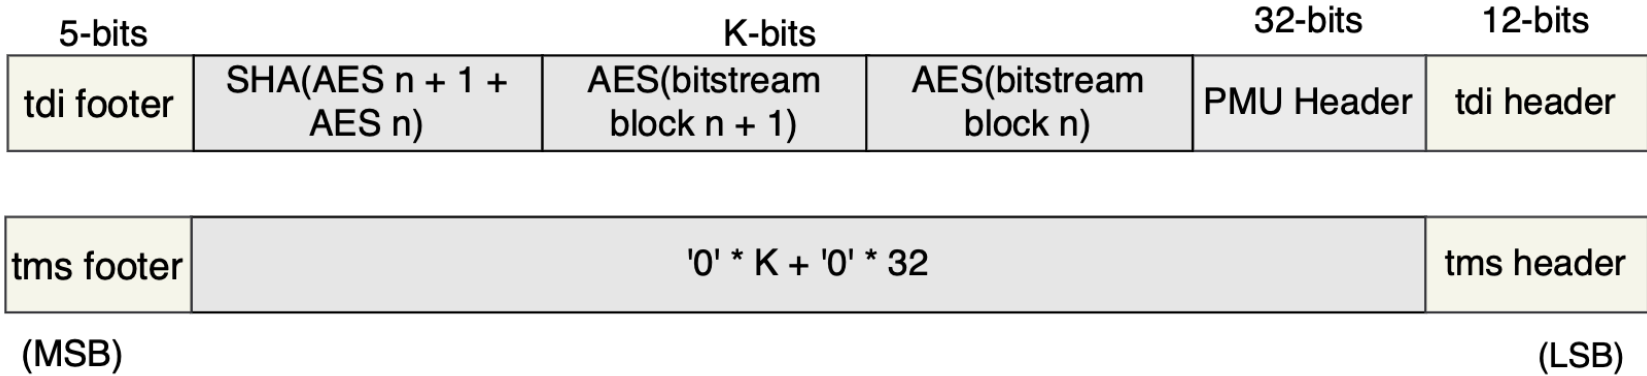 5-bits
K-bits
32-bits
12-bits
tdi footer
SHA(AES n + 1 +
AES n)
AES(bitstream
block n + 1)
AES(bitstream
block n)
PMU Header
tdi header
tms footer
'0' * K + '0' * 32
tms header
(MSB)
(LSB)